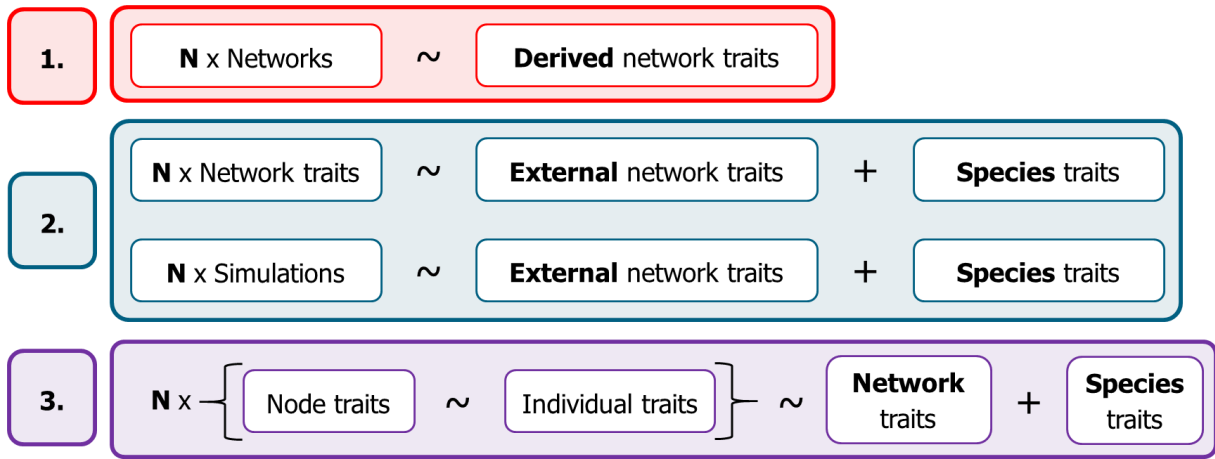 1. N x Networks ~ Derived network traits
2.
N x Network traits ~ External network traits + Species traits
N x Simulations ~ External network traits + Species traits
3. N x { Node traits ~ Individual traits } ~ Network traits + Species traits